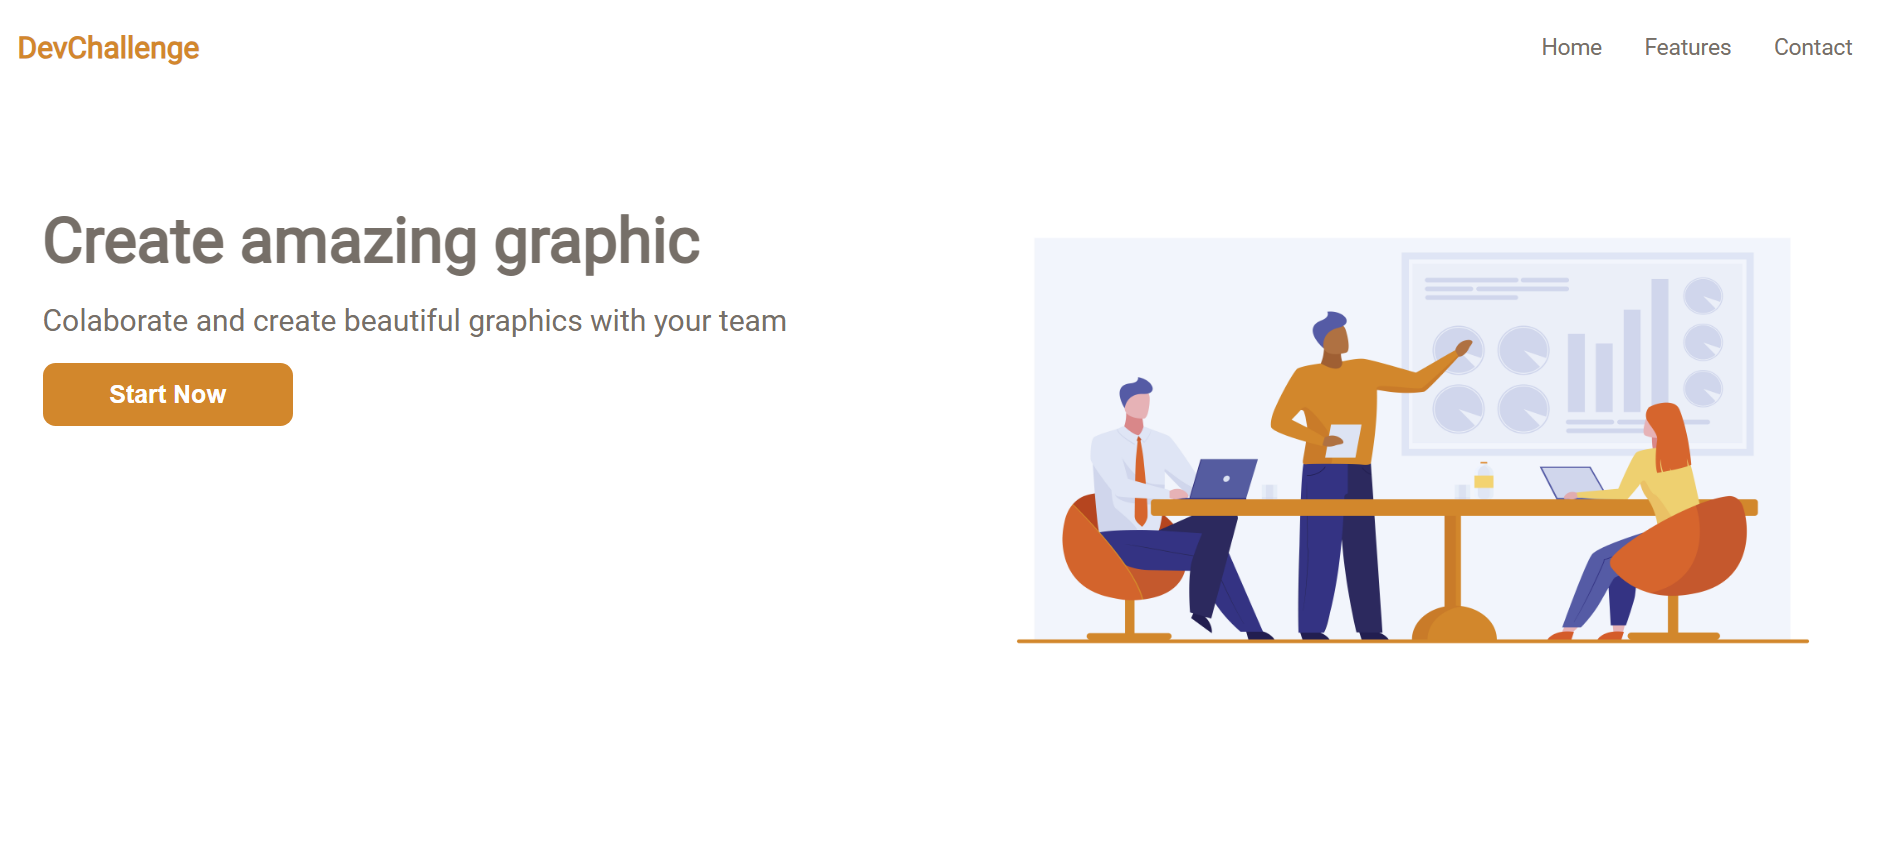 DevChallenge
Home Features Contact
Create amazing graphic
Colaborate and create beautiful graphics with your team
Start Now